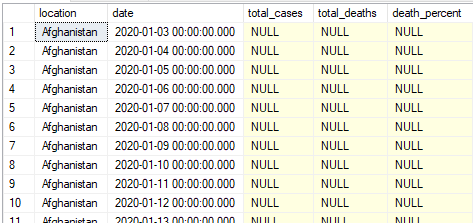 location date total_cases total_deaths death_percent
1 Afghanistan 2020-01-03 00:00:00.000 NULL NULL NULL
2 Afghanistan 2020-01-04 00:00:00.000 NULL NULL NULL
3 Afghanistan 2020-01-05 00:00:00.000 NULL NULL NULL
4 Afghanistan 2020-01-06 00:00:00.000 NULL NULL NULL
5 Afghanistan 2020-01-07 00:00:00.000 NULL NULL NULL
6 Afghanistan 2020-01-08 00:00:00.000 NULL NULL NULL
7 Afghanistan 2020-01-09 00:00:00.000 NULL NULL NULL
8 Afghanistan 2020-01-10 00:00:00.000 NULL NULL NULL
9 Afghanistan 2020-01-11 00:00:00.000 NULL NULL NULL
10 Afghanistan 2020-01-12 00:00:00.000 NULL NULL NULL
11 Afghanistan 2020-01-13 00:00:00.000 NULL NULL NULL